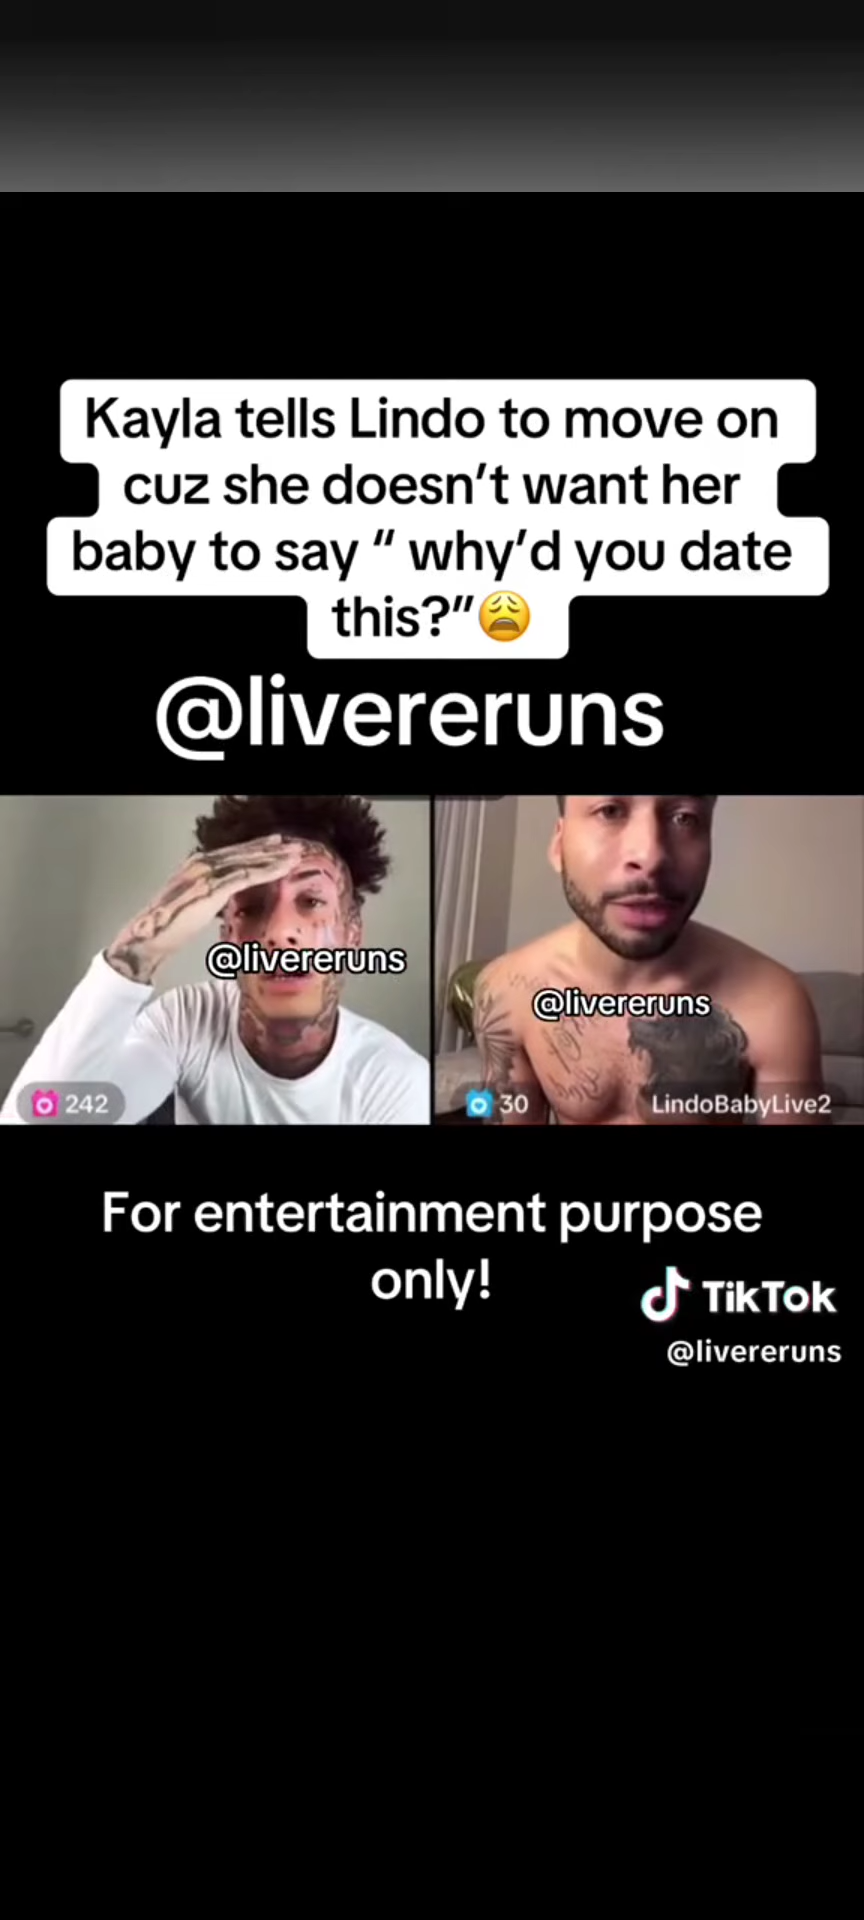 Kayla tells Lindo to move on
cuz she doesn’t want her
baby to say “ why’d you date
this?”😩
@livereruns
@livereruns
@livereruns
242
30
LindoBabyLive2
For entertainment purpose
only!
TikTok
@livereruns